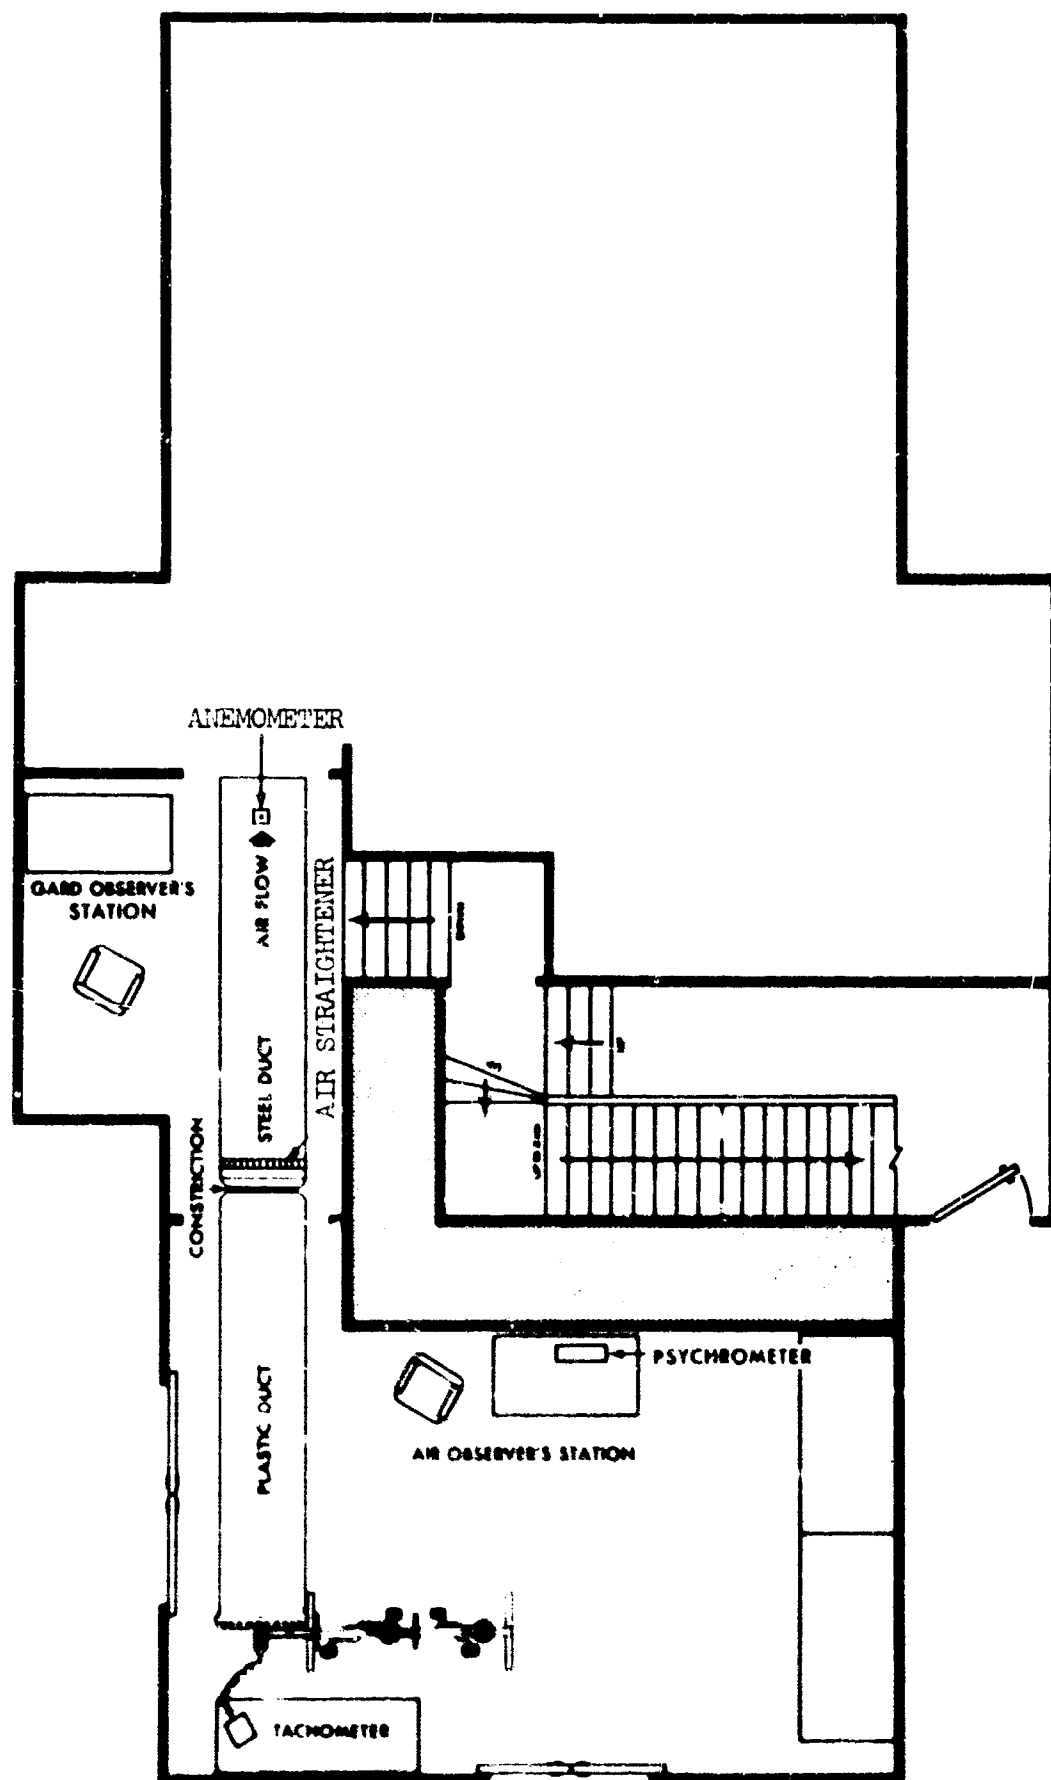 ANEMOMETER
GARD OBSERVER'S
STATION
AIR FLOW
AIR STRAIGHTENER
STEEL DUCT
CONSTRICTION
PLASTIC DUCT
PSYCHROMETER
AIR OBSERVER'S STATION
TACHOMETER